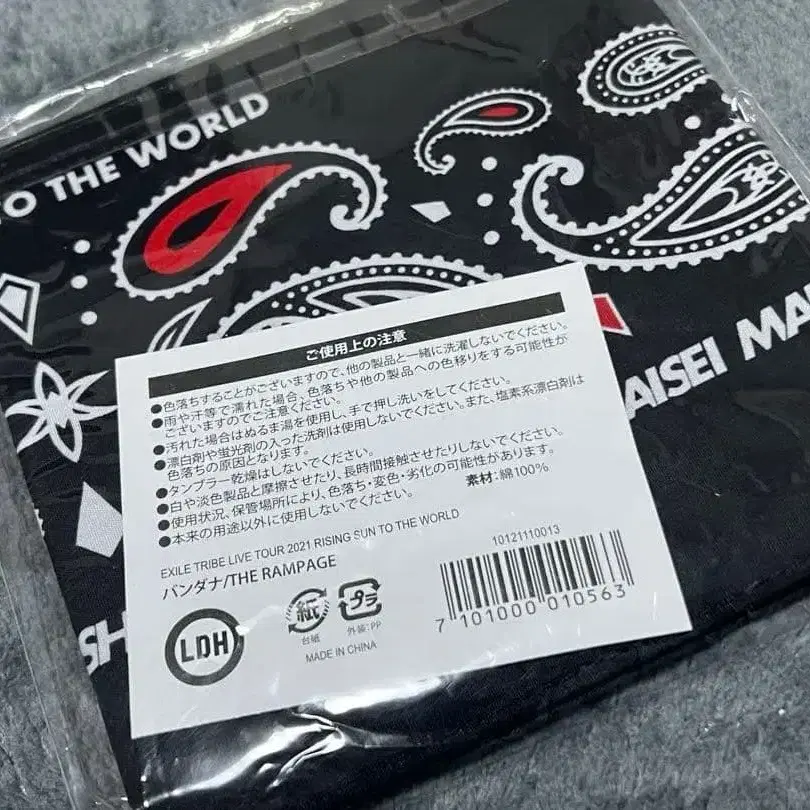 O THE WORLD
AISEI MA
SH
ご使用上の注意
●色落ちすることがございますので、他の製品と一緒に洗濯しないでください。
●雨や汗等で濡れた場合、色落ちや他の製品への色移りをする可能性が
ございますのでご注意ください。
●汚れた場合はぬるま湯を使用し、手で押し洗いをしてください。
●漂白剤や蛍光剤の入った洗剤は使用しないでください。また、塩素系漂白剤は
色落ちの原因となります。
●タンブラー乾燥はしないでください。
●白や淡色製品と摩擦させたり、長時間接触させたりしないでください。
●使用状況、保管場所により、色落ち・変色・劣化の可能性があります。
●本来の用途以外に使用しないでください。
素材:綿100%
EXILE TRIBE LIVE TOUR 2021 RISING SUN TO THE WORLD
バンダナ/THE RAMPAGE
LDH
紙
台紙
プラ
外装:PP
MADE IN CHINA
10121110013
7 101000 010563